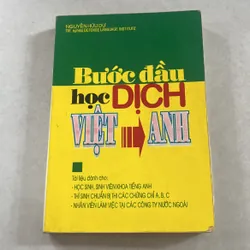 NGUYỄN HỮU DỰ
Bước đầu
học DỊCH
VIỆT ANH
Tài liệu dành cho:
- HỌC SINH, SINH VIÊN KHOA TIẾNG ANH
- THÍ SINH CHUẨN BỊ THI CÁC CHỨNG CHỈ A, B, C
- NHÂN VIÊN LÀM VIỆC TẠI CÁC CÔNG TY NƯỚC NGOÀI